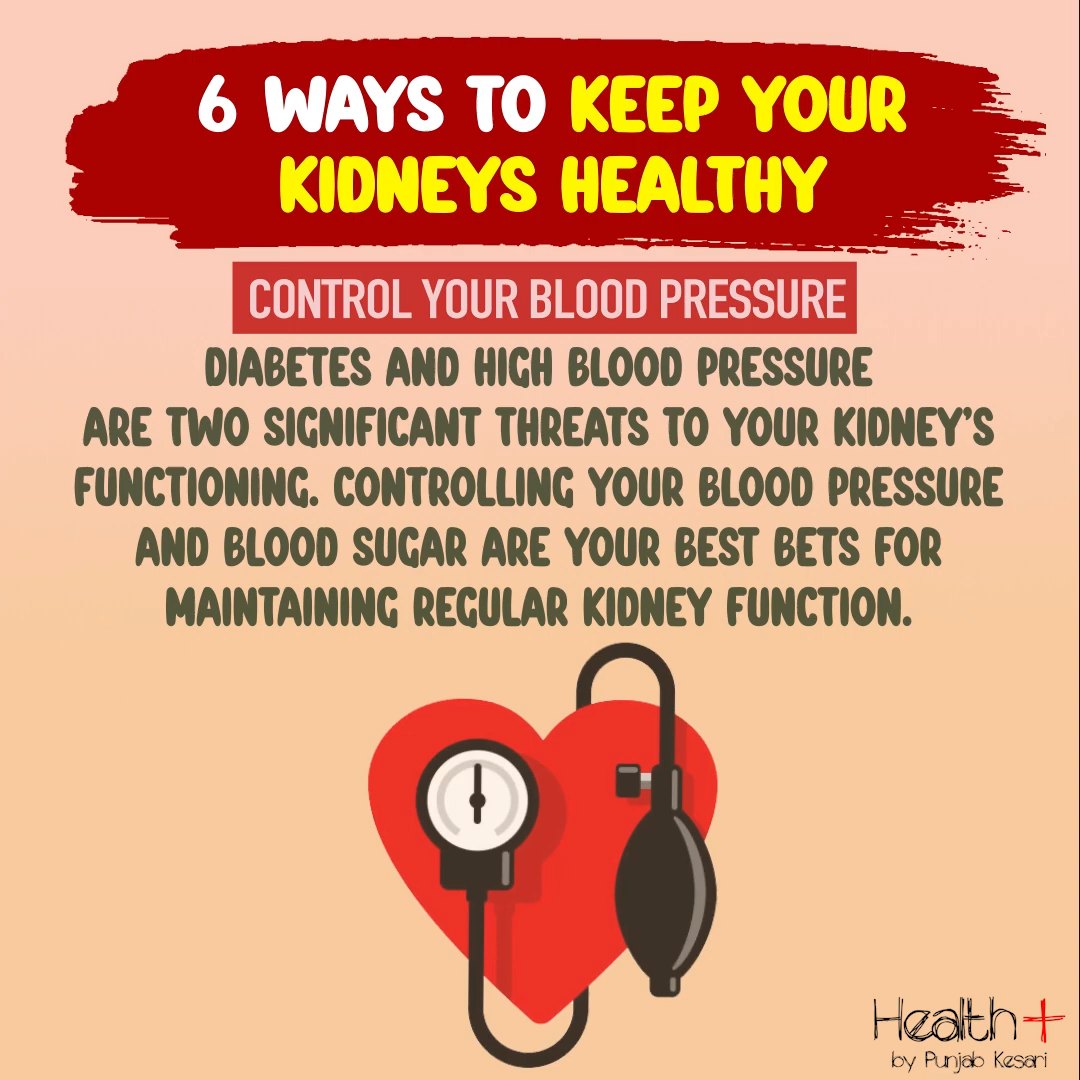 6 WAYS TO KEEP YOUR
KIDNEYS HEALTHY
CONTROL YOUR BLOOD PRESSURE
DIABETES AND HIGH BLOOD PRESSURE
ARE TWO SIGNIFICANT THREATS TO YOUR KIDNEY'S
FUNCTIONING. CONTROLLING YOUR BLOOD PRESSURE
AND BLOOD SUGAR ARE YOUR BEST BETS FOR
MAINTAINING REGULAR KIDNEY FUNCTION.
Health+
by Punjab Kesari